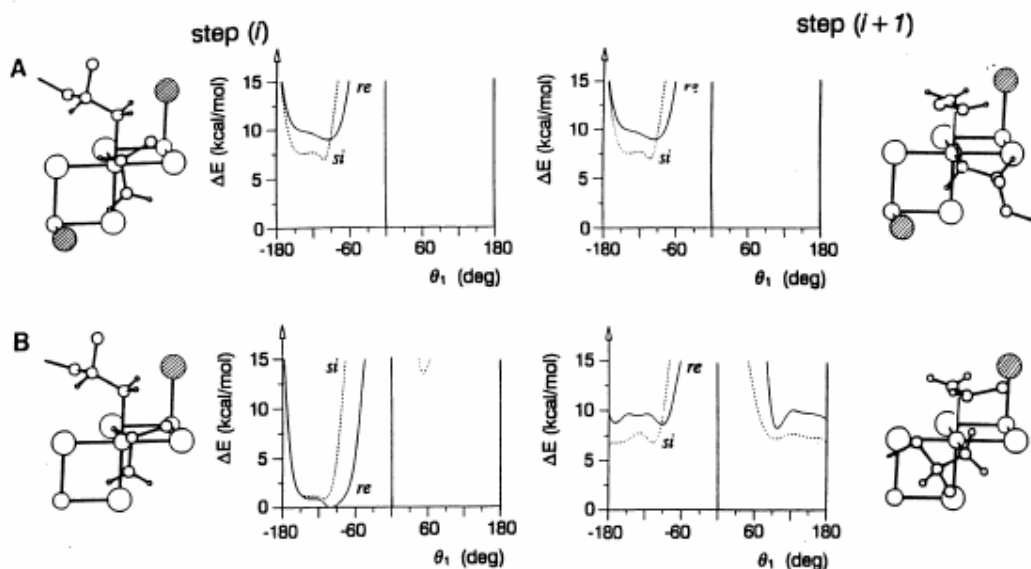 step (i)
step (i + 1)
A
ΔE (kcal/mol)
15
10
5
0
re
si
-180
-60
60
180
θ₁ (deg)
ΔE (kcal/mol)
15
10
5
0
si
-180
-60
60
180
θ₁ (deg)
B
ΔE (kcal/mol)
15
10
5
0
si
re
-180
-60
60
180
θ₁ (deg)
ΔE (kcal/mol)
15
10
5
0
re
si
-180
-60
60
180
θ₁ (deg)